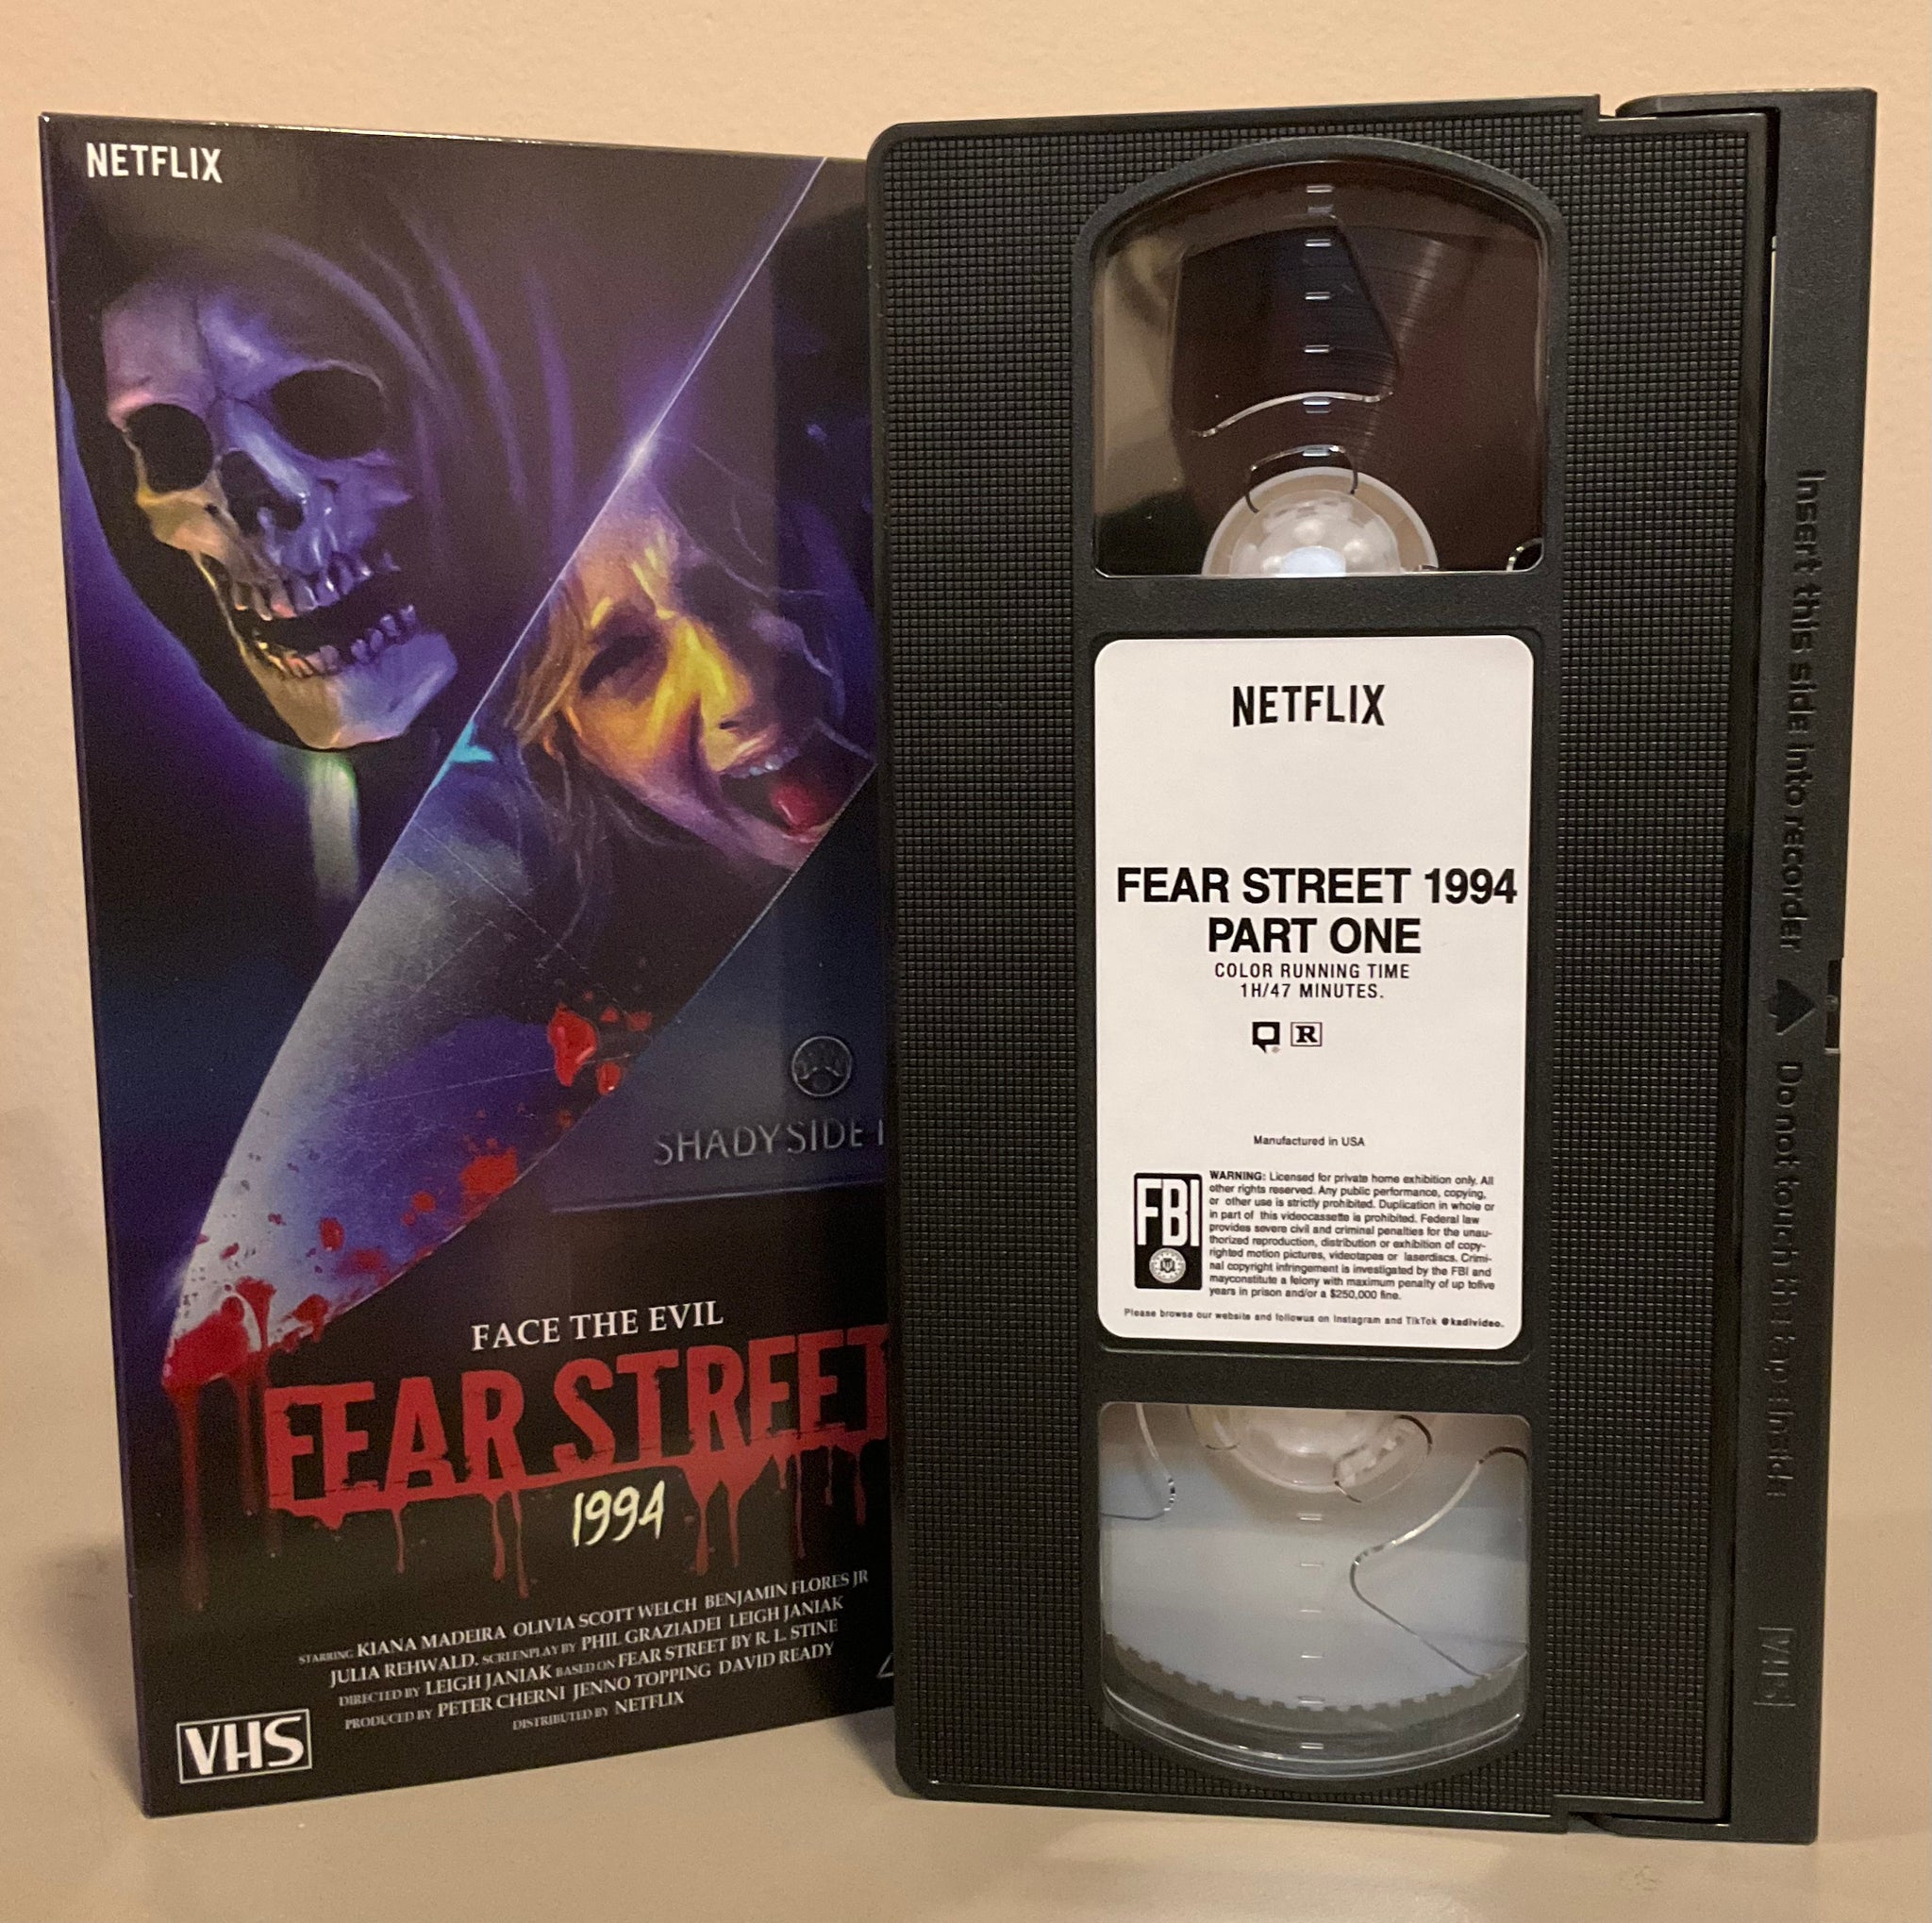 NETFLIX
SHADYSIDE
FACE THE EVIL
FEAR STREET
1994
STARRING KIANA MADEIRA OLIVIA SCOTT WELCH BENJAMIN FLORES JR
JULIA REHWALD. SCREENPLAY BY PHIL GRAZIADEI LEIGH JANIAK
DIRECTED BY LEIGH JANIAK BASED ON FEAR STREET BY R. L. STINE
PRODUCED BY PETER CHERNI JENNO TOPPING DAVID READY
DISTRIBUTED BY NETFLIX
VHS
NETFLIX
FEAR STREET 1994
PART ONE
COLOR RUNNING TIME
1H/47 MINUTES.
R
Manufactured in USA
FBI
WARNING: Licensed for private home exhibition only. All
other rights reserved. Any public performance, copying,
or other use is strictly prohibited. Duplication in whole or
in part of this videocassette is prohibited. Federal law
provides severe civil and criminal penalties for the unau-
thorized reproduction, distribution or exhibition of copy-
righted motion pictures, videotapes or laserdiscs. Crimi-
nal copyright infringement is investigated by the FBI and
mayconstitute a felony with maximum penalty of up tofive
years in prison and/or a $250,000 fine.
Please browse our website and followus on Instagram and TikTok @kadivideo.
Insert this side into recorder
Do not touch the tape inside
VHS